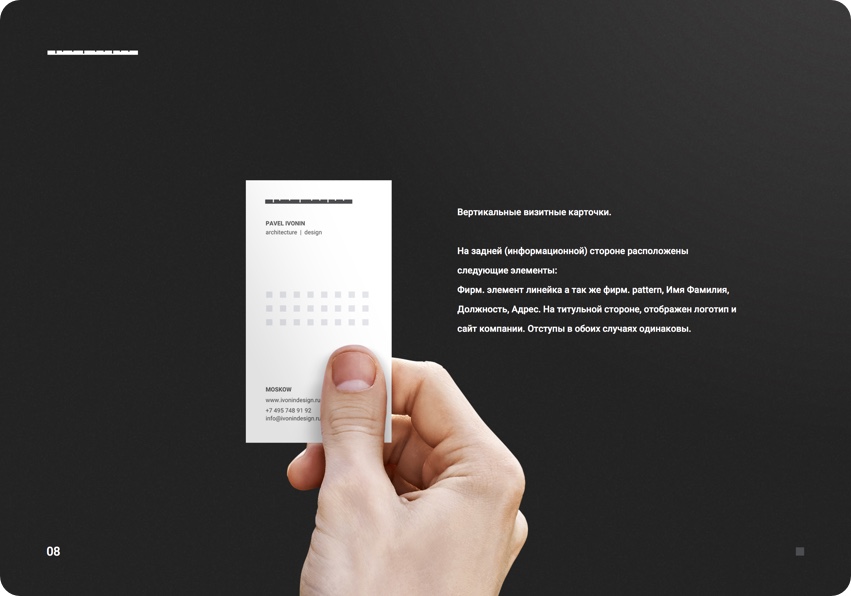 PAVEL IVONIN
architecture | design
MOSKOW
www.ivonindesign.ru
+7 495 748 91 92
info@ivonindesign.ru
Вертикальные визитные карточки.
На задней (информационной) стороне расположены
следующие элементы:
Фирм. элемент линейка а так же фирм. pattern, Имя Фамилия,
Должность, Адрес. На титульной стороне, отображен логотип и
сайт компании. Отступы в обоих случаях одинаковы.
08